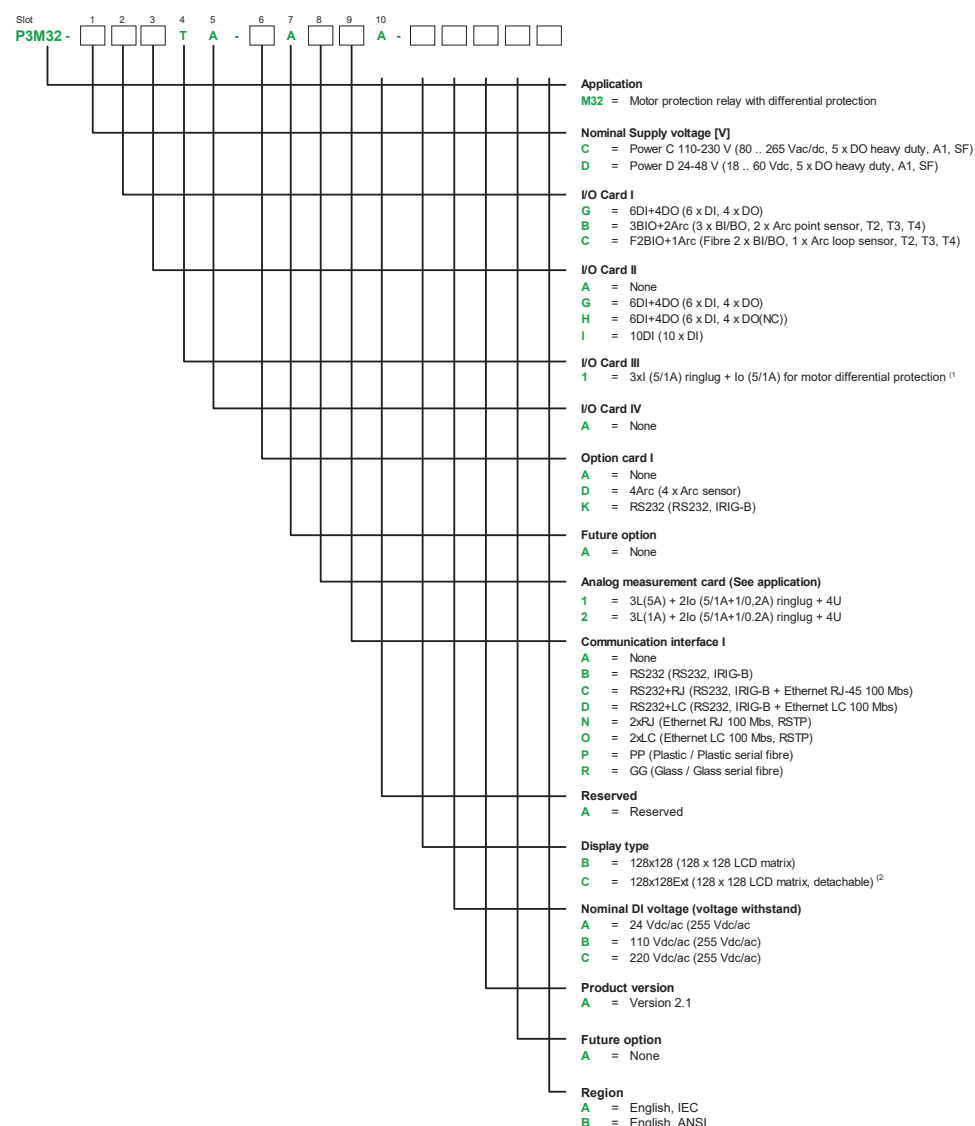 Slot 1 2 3 4 5 6 7 8 9 10
P3M32 - T A - A A -
Application
M32 = Motor protection relay with differential protection
Nominal Supply voltage [V]
C = Power C 110-230 V (80 .. 265 Vac/dc, 5 x DO heavy duty, A1, SF)
D = Power D 24-48 V (18 .. 60 Vdc, 5 x DO heavy duty, A1, SF)
I/O Card I
G = 6DI+4DO (6 x DI, 4 x DO)
B = 3BIO+2Arc (3 x BI/BO, 2 x Arc point sensor, T2, T3, T4)
C = F2BIO+1Arc (Fibre 2 x BI/BO, 1 x Arc loop sensor, T2, T3, T4)
I/O Card II
A = None
G = 6DI+4DO (6 x DI, 4 x DO)
H = 6DI+4DO (6 x DI, 4 x DO(NC))
I = 10DI (10 x DI)
I/O Card III
1 = 3xI (5/1A) ringlug + Io (5/1A) for motor differential protection (1
I/O Card IV
A = None
Option card I
A = None
D = 4Arc (4 x Arc sensor)
K = RS232 (RS232, IRIG-B)
Future option
A = None
Analog measurement card (See application)
1 = 3L(5A) + 2Io (5/1A+1/0,2A) ringlug + 4U
2 = 3L(1A) + 2Io (5/1A+1/0.2A) ringlug + 4U
Communication interface I
A = None
B = RS232 (RS232, IRIG-B)
C = RS232+RJ (RS232, IRIG-B + Ethernet RJ-45 100 Mbs)
D = RS232+LC (RS232, IRIG-B + Ethernet LC 100 Mbs)
N = 2xRJ (Ethernet RJ 100 Mbs, RSTP)
O = 2xLC (Ethernet LC 100 Mbs, RSTP)
P = PP (Plastic / Plastic serial fibre)
R = GG (Glass / Glass serial fibre)
Reserved
A = Reserved
Display type
B = 128x128 (128 x 128 LCD matrix)
C = 128x128Ext (128 x 128 LCD matrix, detachable) (2
Nominal DI voltage (voltage withstand)
A = 24 Vdc/ac (255 Vdc/ac
B = 110 Vdc/ac (255 Vdc/ac)
C = 220 Vdc/ac (255 Vdc/ac)
Product version
A = Version 2.1
Future option
A = None
Region
A = English, IEC
B = English, ANSI